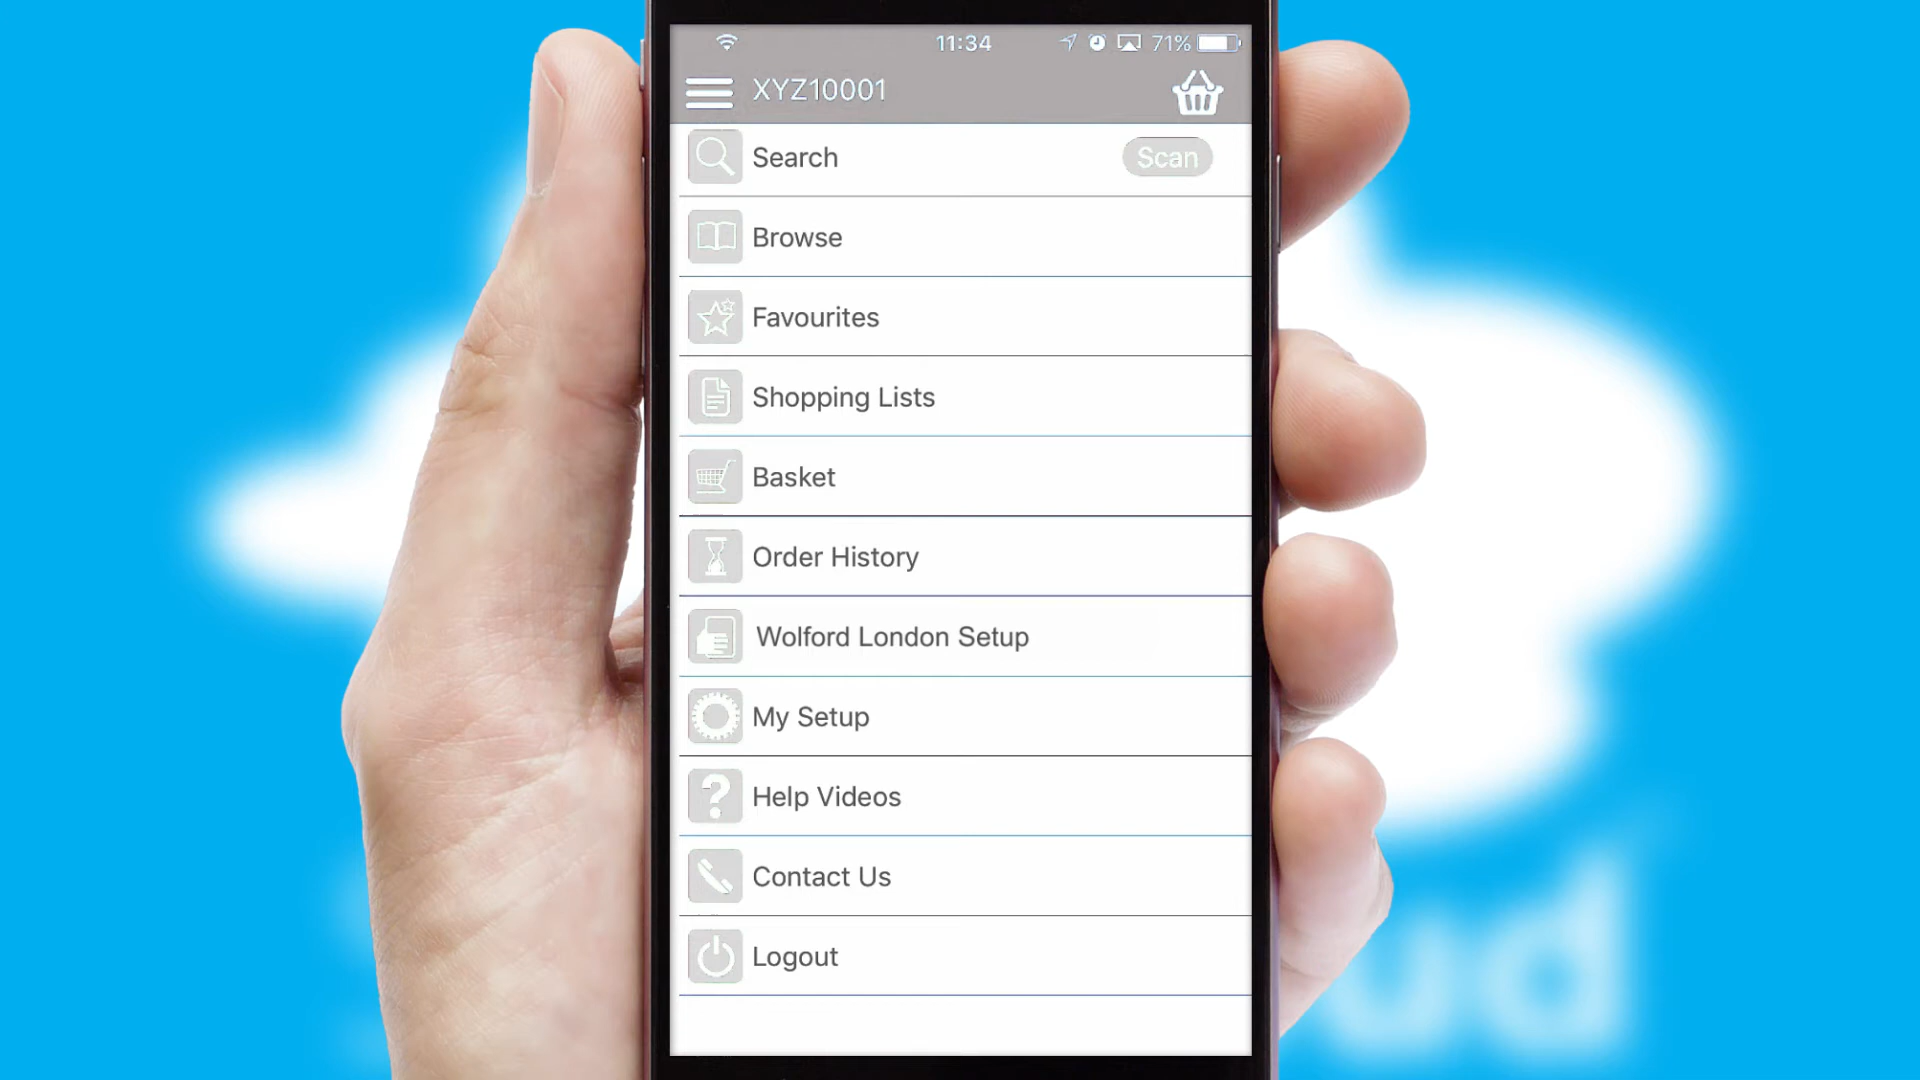 11:34
71%
XYZ10001
Search
Scan
Browse
Favourites
Shopping Lists
Basket
Order History
Wolford London Setup
My Setup
Help Videos
Contact Us
Logout